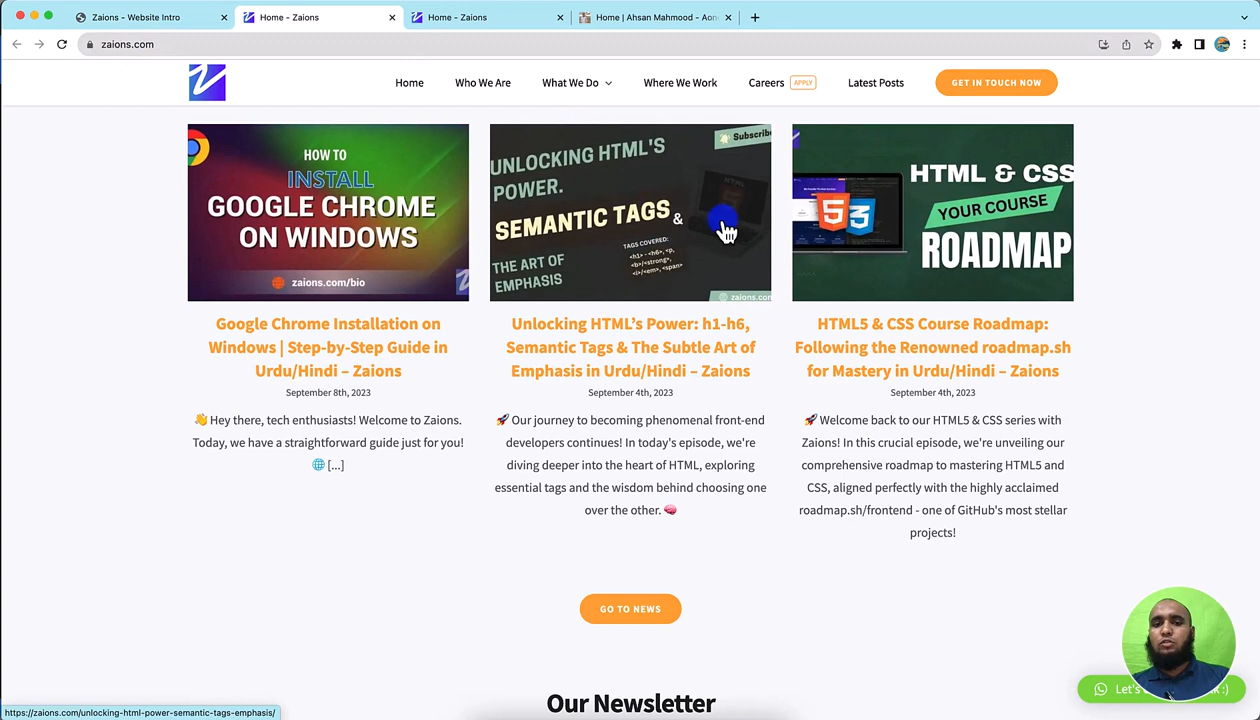 Zaions - Website Intro
Home - Zaions
Home - Zaions
Home | Ahsan Mahmood - Aon
zaions.com
Home
Who We Are
What We Do
Where We Work
Careers APPLY
Latest Posts
GET IN TOUCH NOW
HOW TO
INSTALL
GOOGLE CHROME
ON WINDOWS
zaions.com/bio
Subscribe
UNLOCKING HTML'S
POWER.
SEMANTIC TAGS &
THE ART OF
EMPHASIS
TAGS COVERED:
<h1> - <h6>, <p,
<b>/<strong>,
<i>/<em>, <span>
zaions.com
HTML & CSS
YOUR COURSE
ROADMAP
Google Chrome Installation on
Windows | Step-by-Step Guide in
Urdu/Hindi – Zaions
September 8th, 2023
👋 Hey there, tech enthusiasts! Welcome to Zaions.
Today, we have a straightforward guide just for you!
🌐 [...]
Unlocking HTML’s Power: h1-h6,
Semantic Tags & The Subtle Art of
Emphasis in Urdu/Hindi – Zaions
September 4th, 2023
🚀 Our journey to becoming phenomenal front-end
developers continues! In today's episode, we're
diving deeper into the heart of HTML, exploring
essential tags and the wisdom behind choosing one
over the other. 🧠
HTML5 & CSS Course Roadmap:
Following the Renowned roadmap.sh
for Mastery in Urdu/Hindi – Zaions
September 4th, 2023
🚀 Welcome back to our HTML5 & CSS series with
Zaions! In this crucial episode, we're unveiling our
comprehensive roadmap to mastering HTML5 and
CSS, aligned perfectly with the highly acclaimed
roadmap.sh/frontend - one of GitHub's most stellar
projects!
GO TO NEWS
Our Newsletter
Let's :)
https://zaions.com/unlocking-html-power-semantic-tags-emphasis/